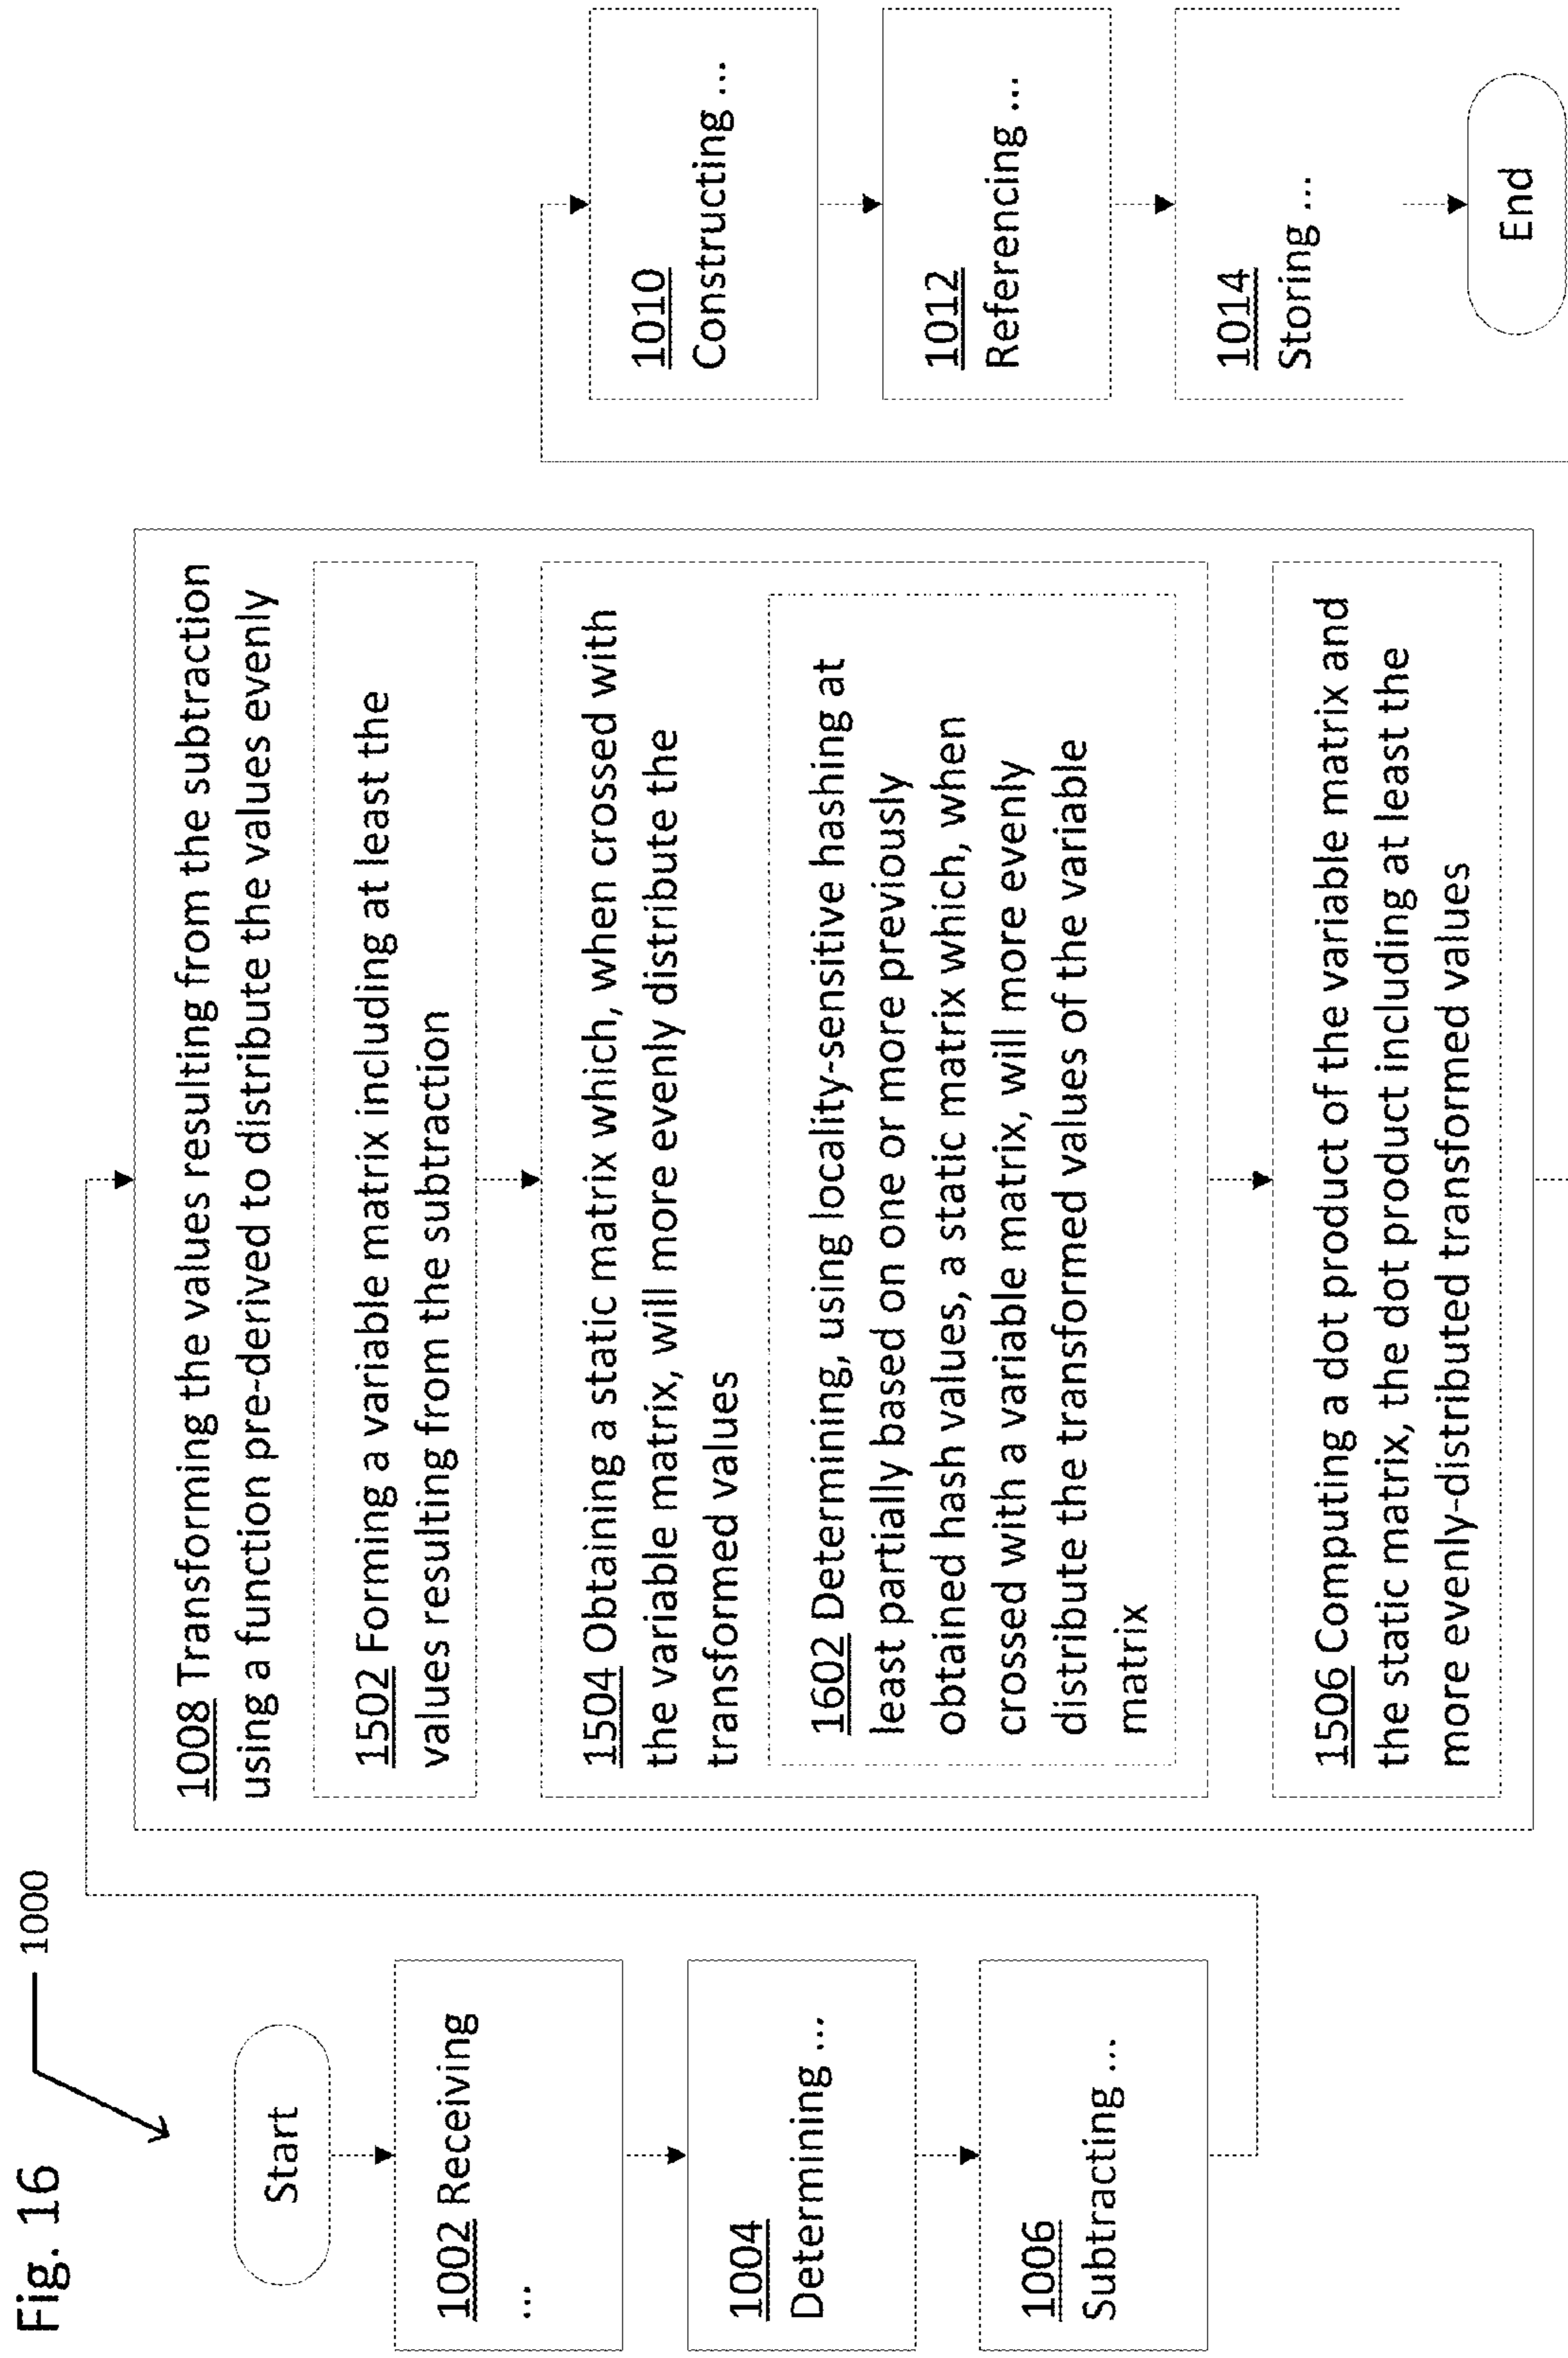 Fig. 16
1000
Start
1002 Receiving
...
1004
Determining ...
1006
Subtracting ...
1008 Transforming the values resulting from the subtraction
using a function pre-derived to distribute the values evenly
1502 Forming a variable matrix including at least the
values resulting from the subtraction
1504 Obtaining a static matrix which, when crossed with
the variable matrix, will more evenly distribute the
transformed values
1602 Determining, using locality-sensitive hashing at
least partially based on one or more previously
obtained hash values, a static matrix which, when
crossed with a variable matrix, will more evenly
distribute the transformed values of the variable
matrix
1506 Computing a dot product of the variable matrix and
the static matrix, the dot product including at least the
more evenly-distributed transformed values
1010
Constructing ...
1012
Referencing ...
1014
Storing ...
End